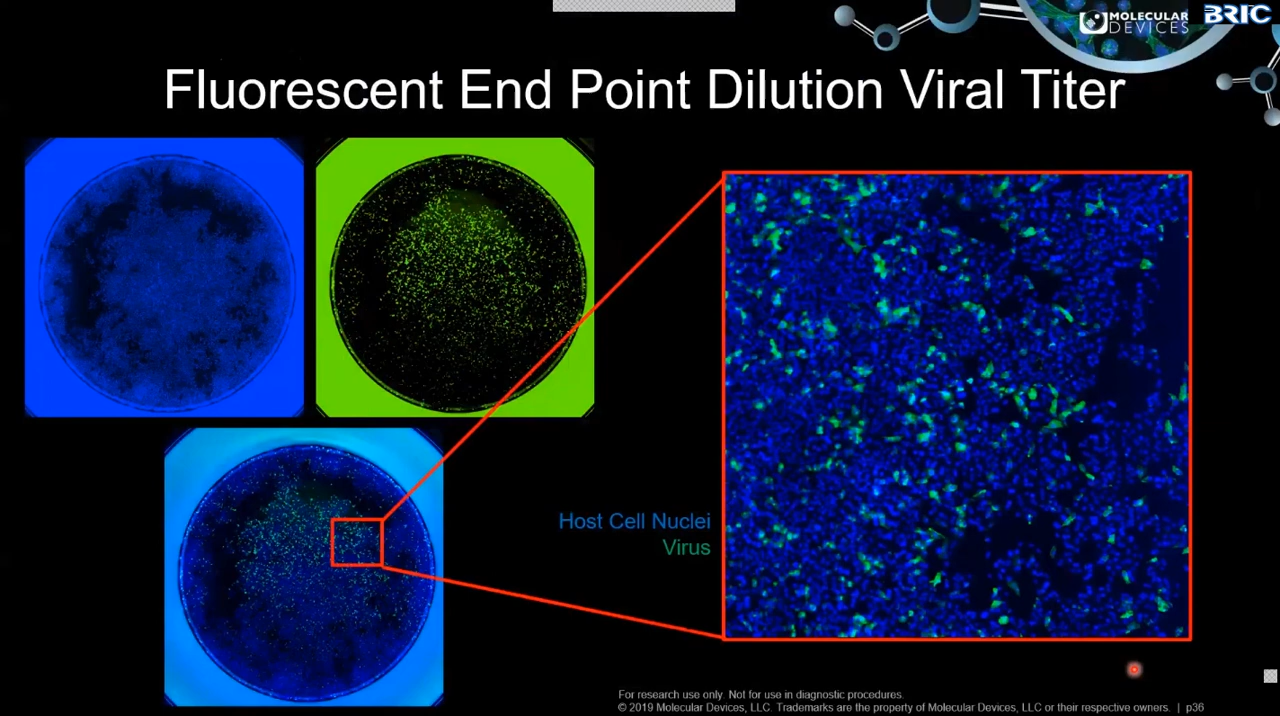 MOLECULAR
DEVICES
BRIC
Fluorescent End Point Dilution Viral Titer
Host Cell Nuclei
Virus
For research use only. Not for use in diagnostic procedures.
© 2019 Molecular Devices, LLC. Trademarks are the property of Molecular Devices, LLC or their respective owners. | p36